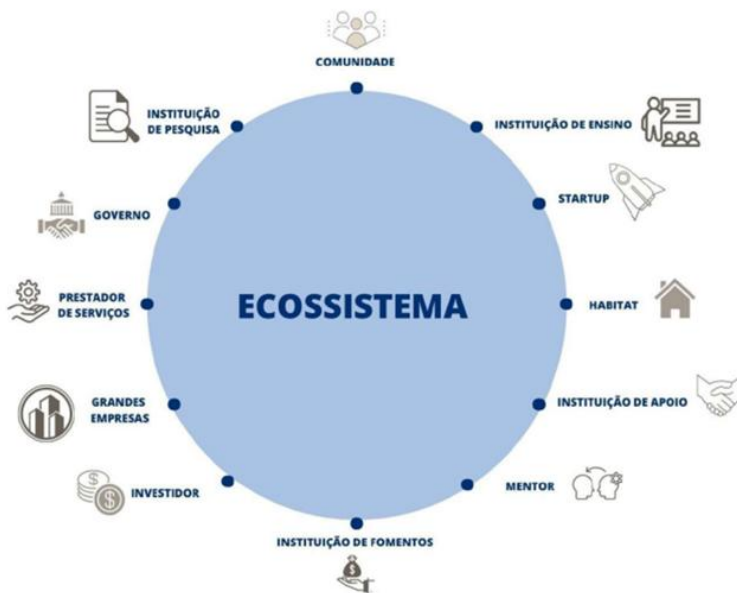 COMUNIDADE
INSTITUIÇÃO
DE PESQUISA
INSTITUIÇÃO DE ENSINO
STARTUP
GOVERNO
ECOSSISTEMA
PRESTADOR
DE SERVIÇOS
HABITAT
GRANDES
EMPRESAS
INSTITUIÇÃO DE APOIO
INVESTIDOR
MENTOR
INSTITUIÇÃO DE FOMENTOS